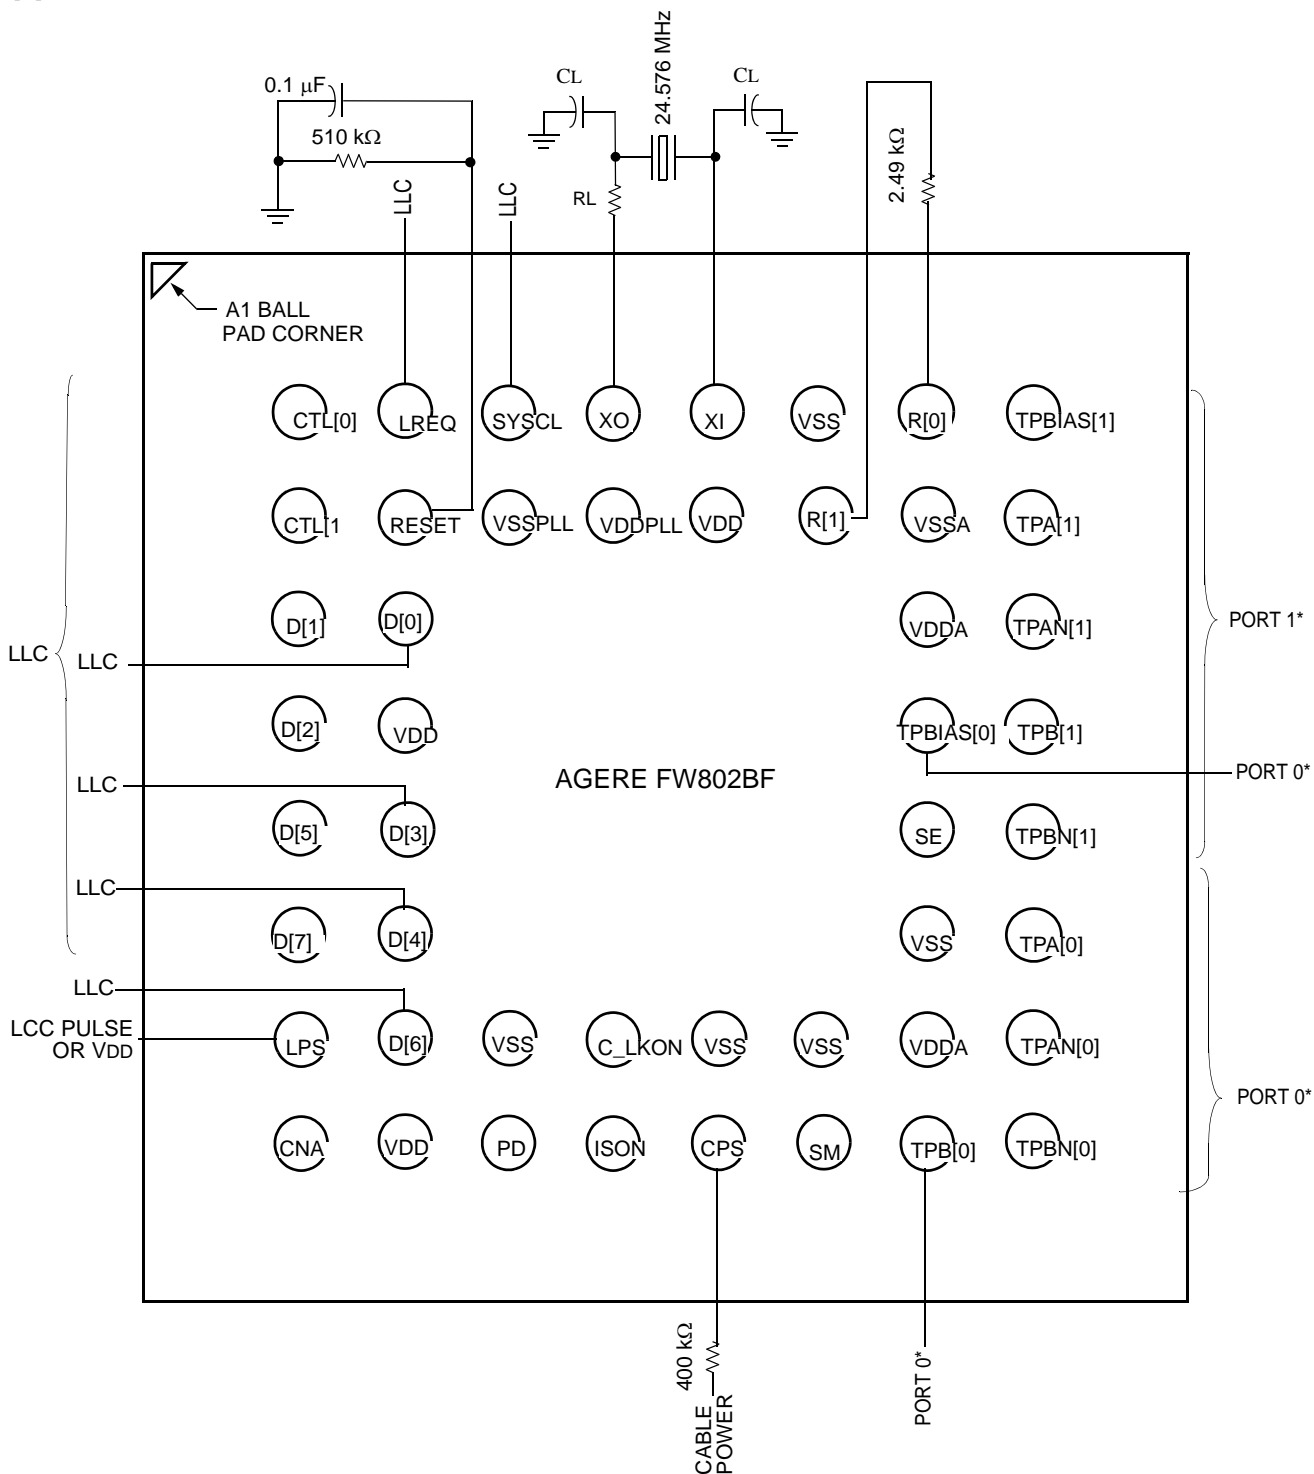 24.576 MHz
0.1 μF
CL
CL
510 kΩ
2.49 kΩ
LLC
LLC
RL
A1 BALL
PAD CORNER
CTL[0] LREQ SYSCL XO XI VSS R[0] TPBIAS[1]
CTL[1 RESET VSSPLL VDDPLL VDD R[1] VSSA TPA[1]
D[1] D[0] VDDA TPAN[1]
PORT 1*
LLC
LLC
D[2] VDD TPBIAS[0] TPB[1]
AGERE FW802BF
PORT 0*
LLC
D[5] D[3] SE TPBN[1]
LLC
D[7] D[4] VSS TPA[0]
LLC
LCC PULSE
OR VDD
LPS D[6] VSS C_LKON VSS VSS VDDA TPAN[0]
PORT 0*
CNA VDD PD ISON CPS SM TPB[0] TPBN[0]
400 kΩ
CABLE
POWER
PORT 0*